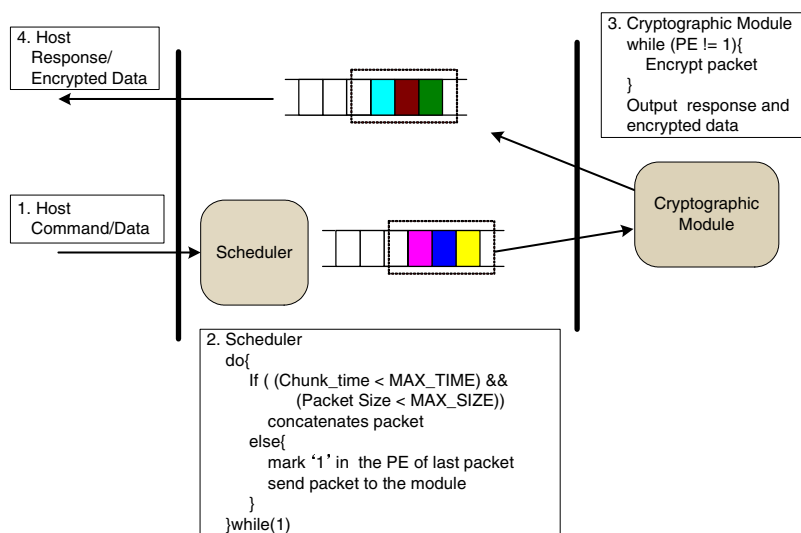 4. Host
Response/
Encrypted Data
3. Cryptographic Module
while (PE != 1){
Encrypt packet
}
Output response and
encrypted data
1. Host
Command/Data
Scheduler
Cryptographic
Module
2. Scheduler
do{
If ( (Chunk_time < MAX_TIME) &&
(Packet Size < MAX_SIZE))
concatenates packet
else{
mark ‘1’ in the PE of last packet
send packet to the module
}
}while(1)